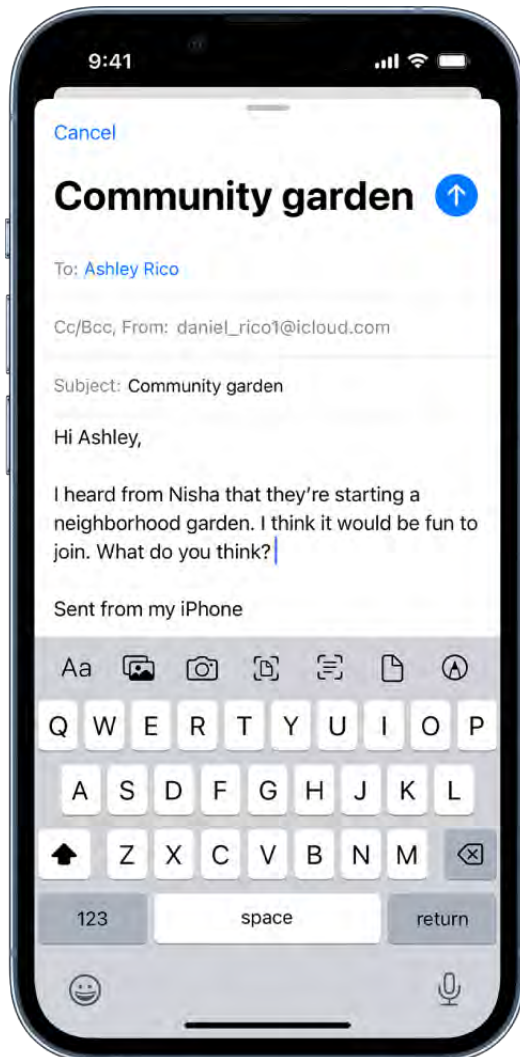 9:41
Cancel
Community garden
To: Ashley Rico
Cc/Bcc, From: daniel_rico1@icloud.com
Subject: Community garden
Hi Ashley,
I heard from Nisha that they’re starting a
neighborhood garden. I think it would be fun to
join. What do you think?
Sent from my iPhone
Aa
Q W E R T Y U I O P
A S D F G H J K L
Z X C V B N M
123 space return